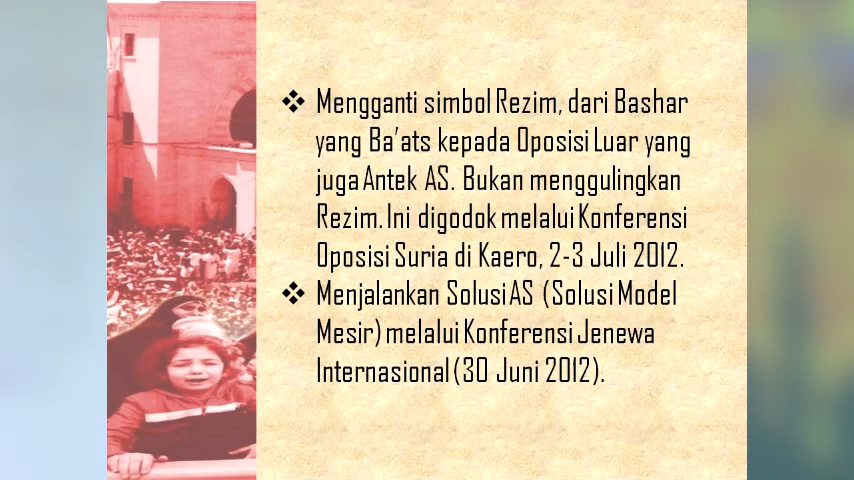 ❖ Mengganti simbol Rezim, dari Bashar
yang Ba'ats kepada Oposisi Luar yang
juga Antek AS. Bukan menggulingkan
Rezim. Ini digodok melalui Konferensi
Oposisi Suria di Kaero, 2-3 Juli 2012.
❖ Menjalankan Solusi AS (Solusi Model
Mesir) melalui Konferensi Jenewa
Internasional (30 Juni 2012).